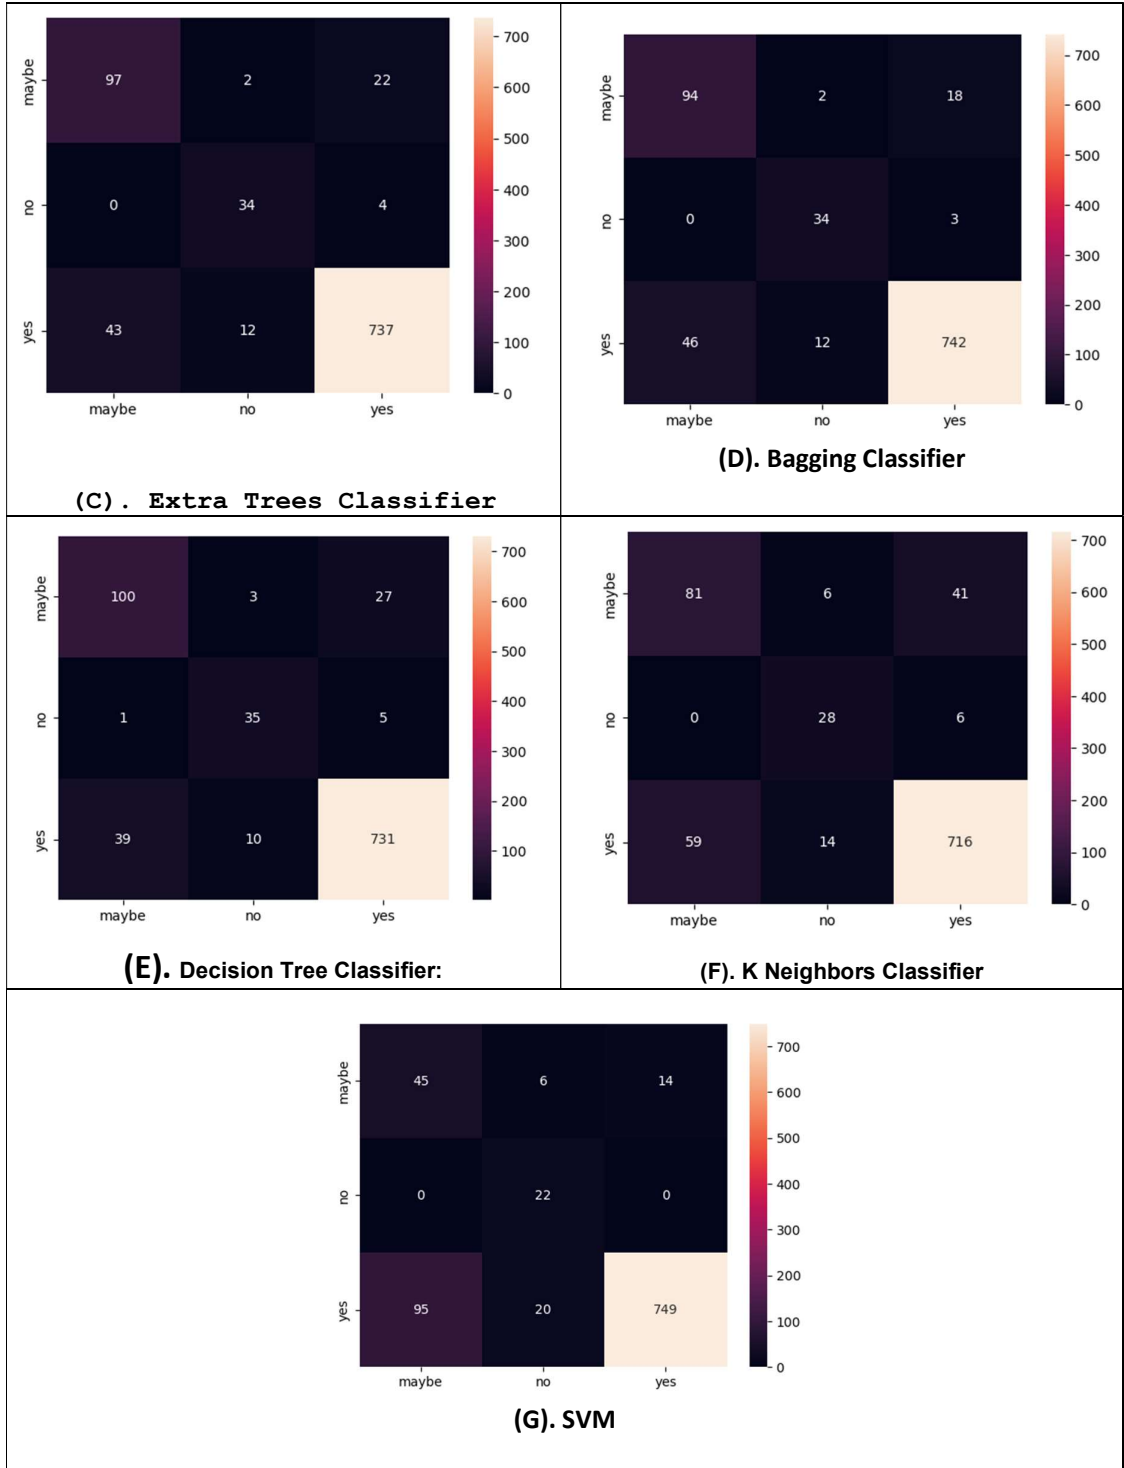 700
maybe 97 2 22
600
500
400
no 0 34 4
300
200
yes 43 12 737
100
0
maybe no yes
(C). Extra Trees Classifier
700
maybe 94 2 18
600
500
400
no 0 34 3
300
200
yes 46 12 742
100
0
maybe no yes
(D). Bagging Classifier
700
maybe 100 3 27
600
500
400
no 1 35 5
300
200
yes 39 10 731
100
maybe no yes
(E). Decision Tree Classifier:
700
maybe 81 6 41
600
500
400
no 0 28 6
300
200
yes 59 14 716
100
0
maybe no yes
(F). K Neighbors Classifier
700
maybe 45 6 14
600
500
400
no 0 22 0
300
200
yes 95 20 749
100
0
maybe no yes
(G). SVM